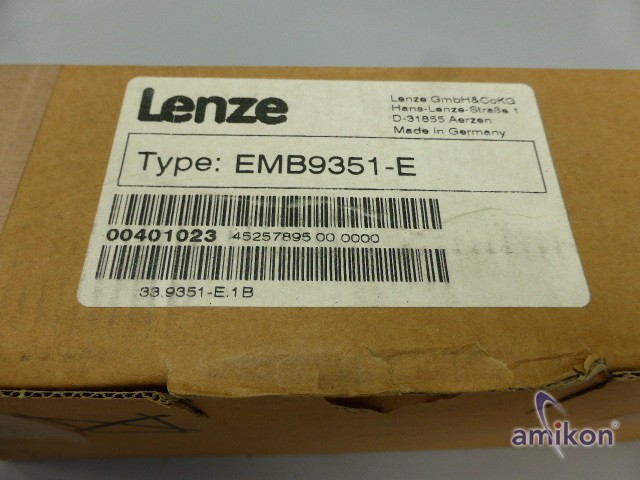 Lenze
Lenze GmbH&CoKG
Hans-Lenze-Straße 1
D-31855 Aerzen
Made in Germany
Type: EMB9351-E
00401023 45257895 00 0000
33.9351-E.1B
amikon®